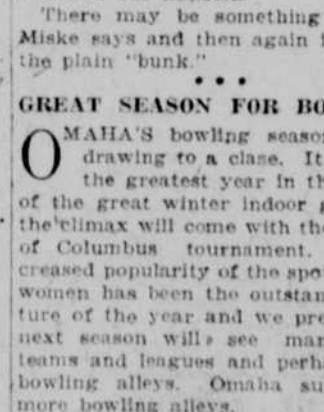 There may be something
Miske says and then again
the plain "bunk."
• • •
GREAT SEASON FOR BO
OMAHA'S bowling season
drawing to a close. It
the greatest year in th
of the great winter indoor
the climax will come with the
of Columbus tournament.
creased popularity of the spo
women has been the outstan
ture of the year and we pre
next season will see man
teams and leagues and perh
bowling alleys. Omaha su
more bowling alleys.